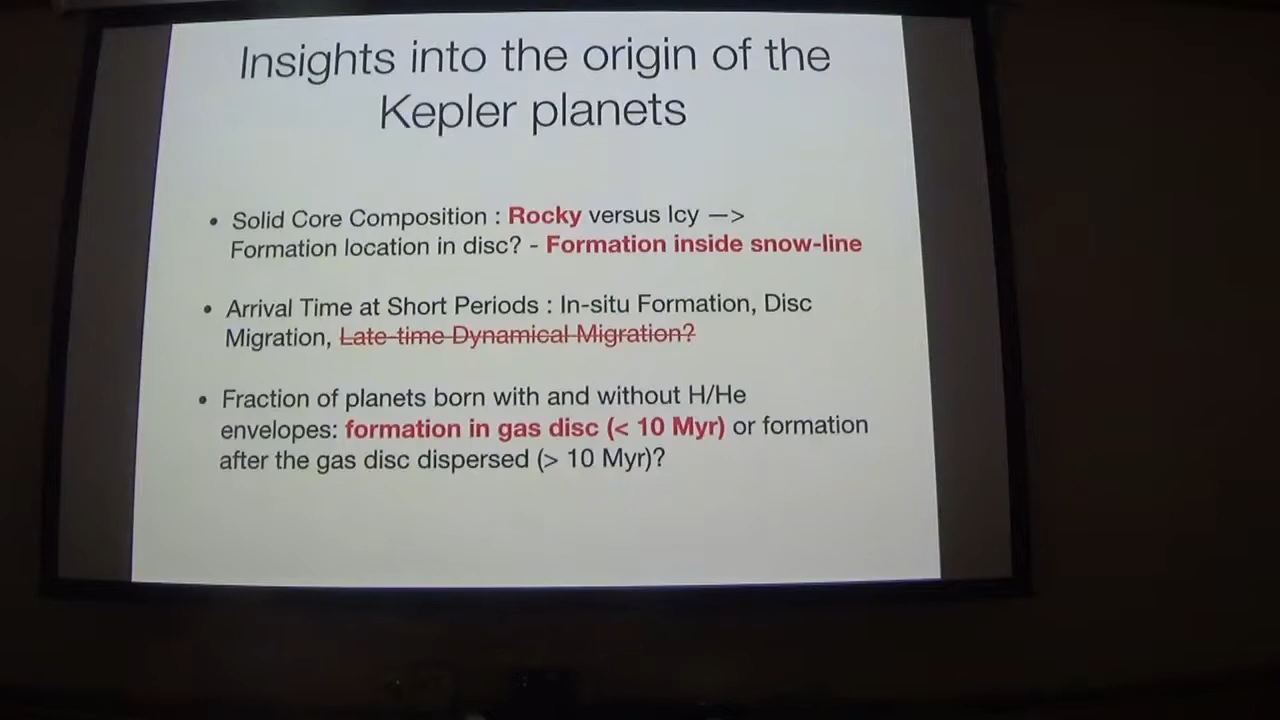 Insights into the origin of the
Kepler planets
• Solid Core Composition : Rocky versus Icy —>
Formation location in disc? - Formation inside snow-line
• Arrival Time at Short Periods : In-situ Formation, Disc
Migration, Late-time Dynamical Migration?
• Fraction of planets born with and without H/He
envelopes: formation in gas disc (< 10 Myr) or formation
after the gas disc dispersed (> 10 Myr)?